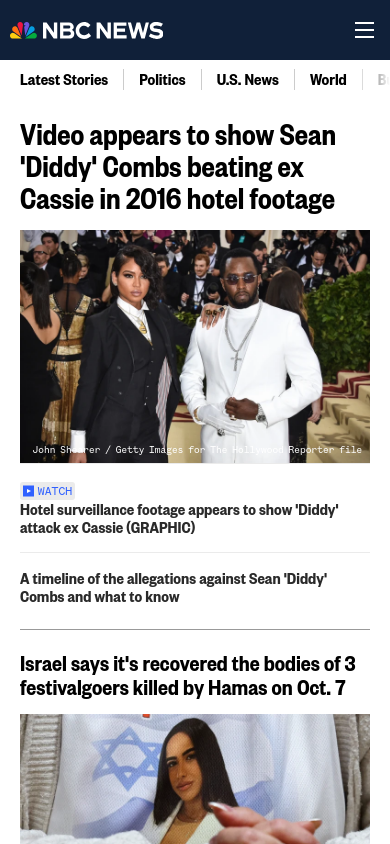 NBC NEWS
Latest Stories
Politics
U.S. News
World
Video appears to show Sean
'Diddy' Combs beating ex
Cassie in 2016 hotel footage
John Shearer / Getty Images for The Hollywood Reporter file
WATCH
Hotel surveillance footage appears to show 'Diddy'
attack ex Cassie (GRAPHIC)
A timeline of the allegations against Sean 'Diddy'
Combs and what to know
Israel says it's recovered the bodies of 3
festivalgoers killed by Hamas on Oct. 7